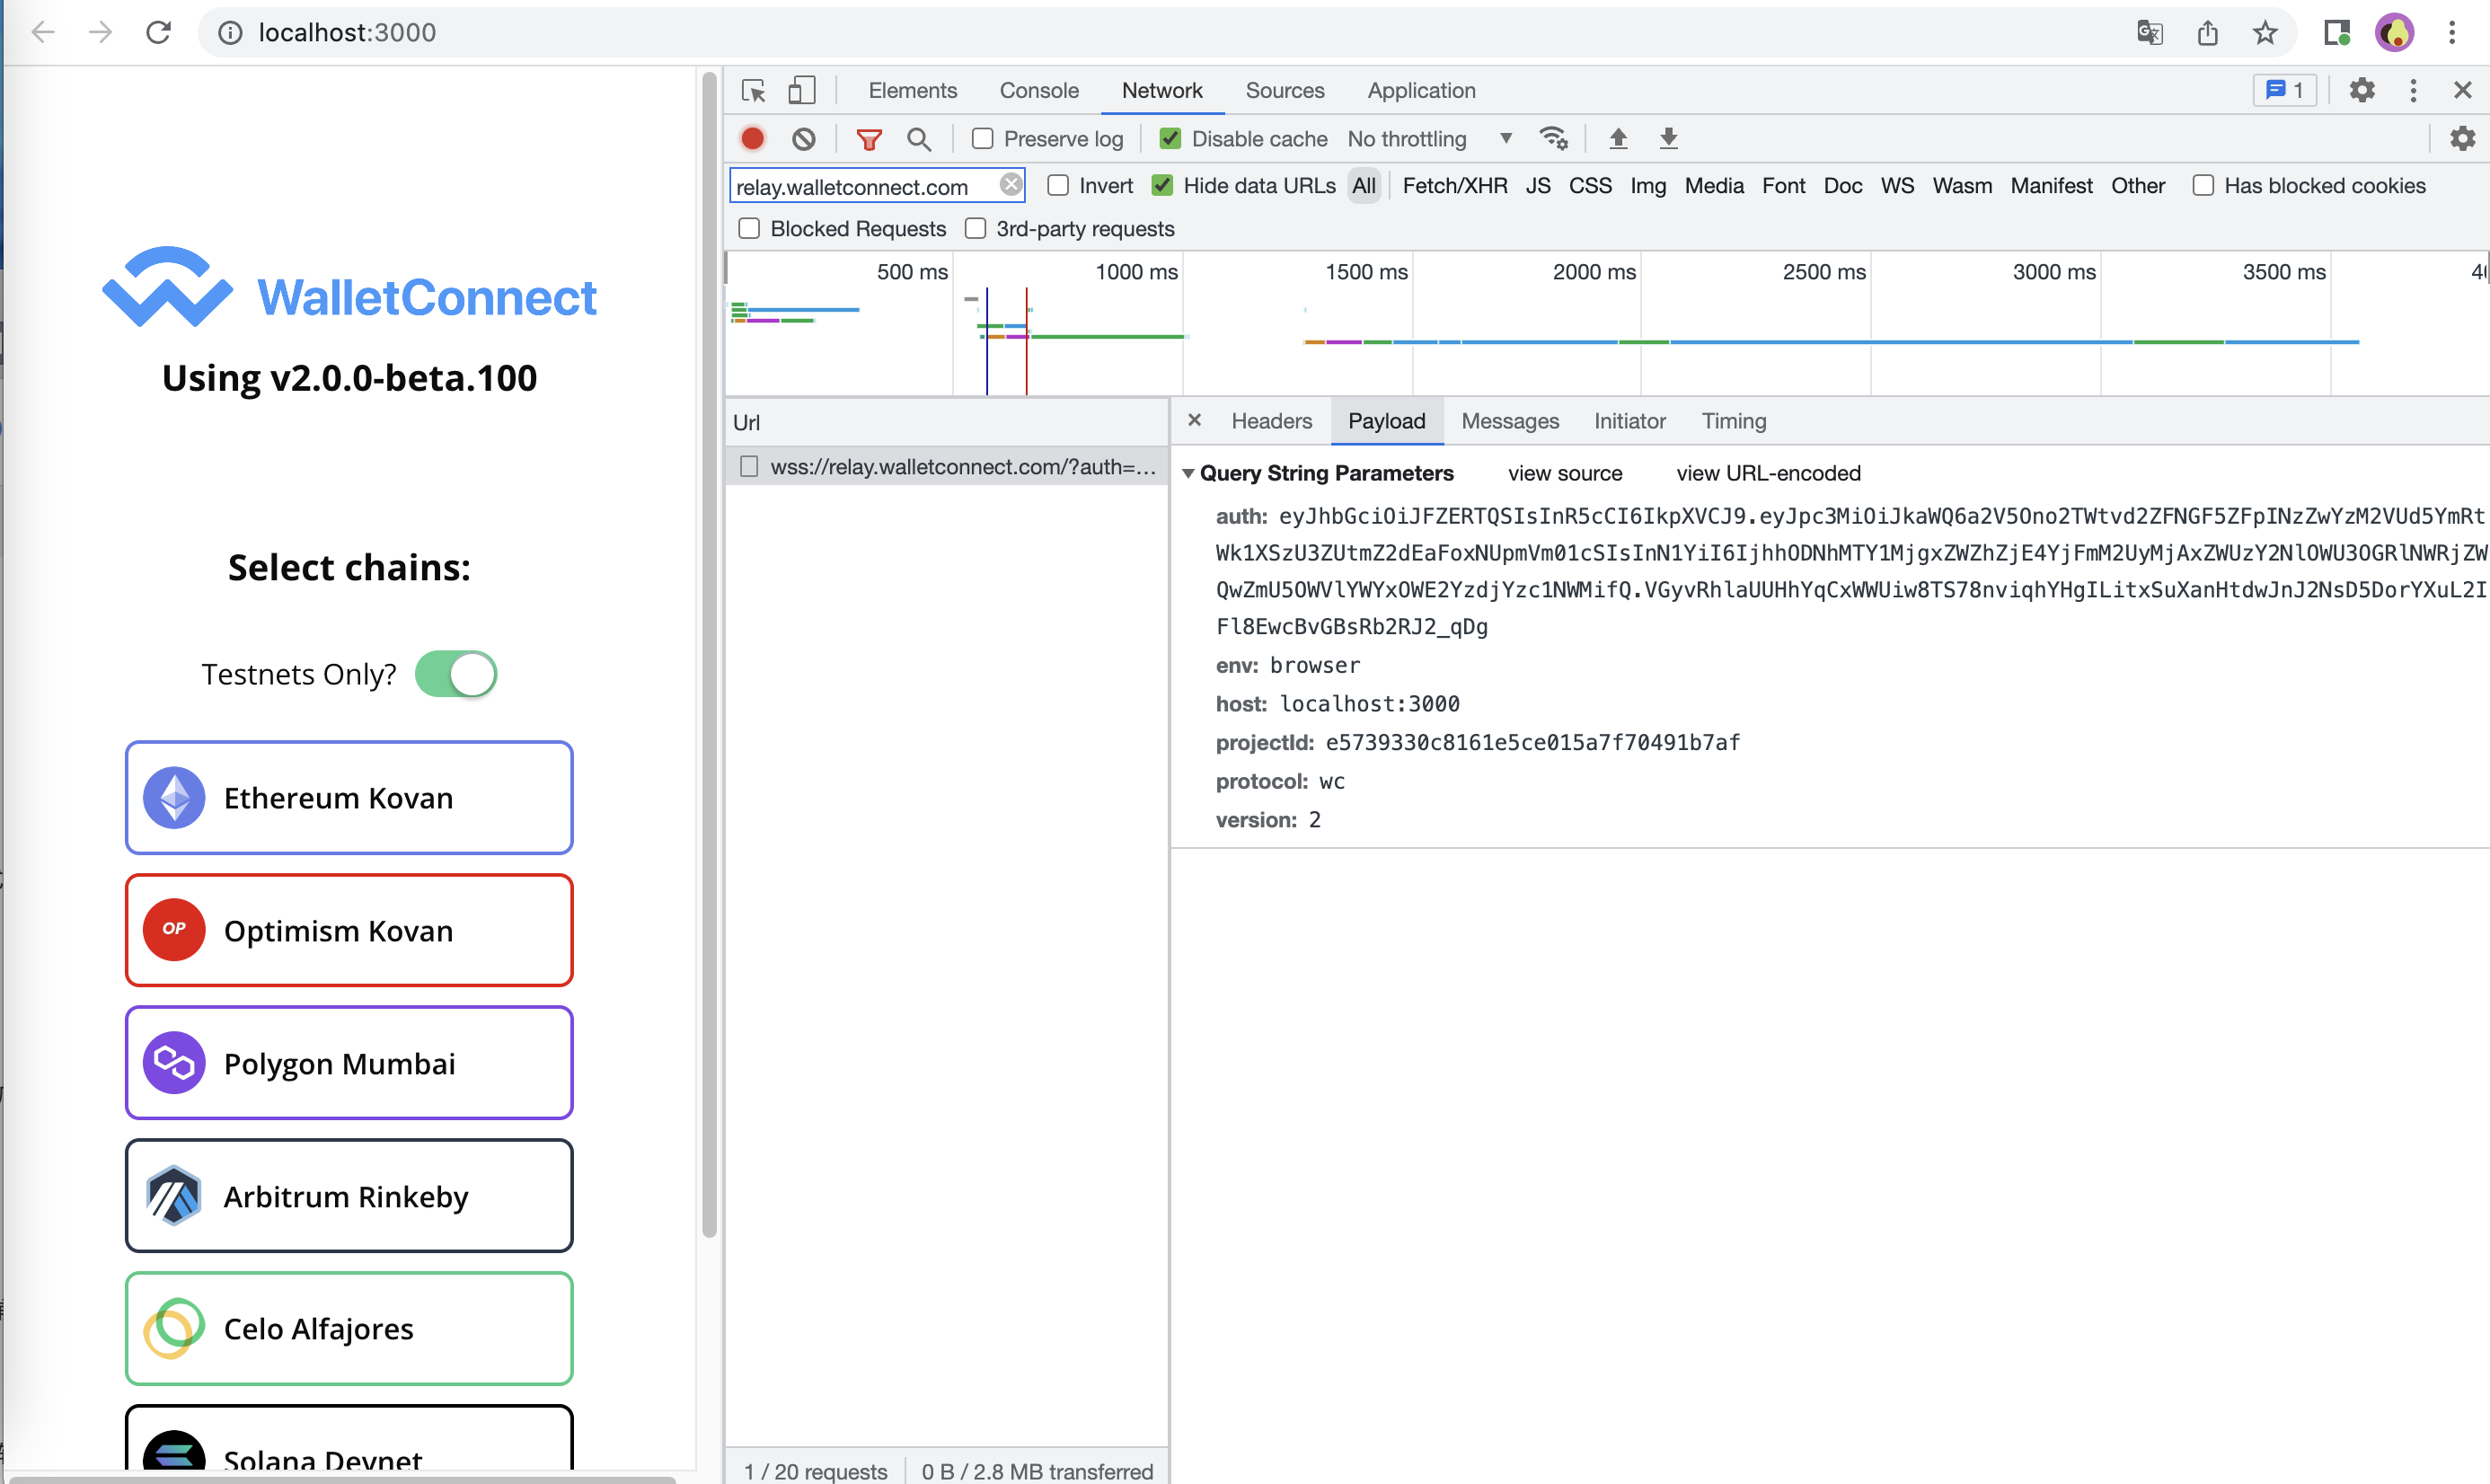 localhost:3000
WalletConnect
Using v2.0.0-beta.100
Select chains:
Testnets Only?
Ethereum Kovan
OP
Optimism Kovan
Polygon Mumbai
Arbitrum Rinkeby
Celo Alfajores
Solana Devnet
Elements Console Network Sources Application 1
Preserve log Disable cache No throttling
relay.walletconnect.com Invert Hide data URLs All Fetch/XHR JS CSS Img Media Font Doc WS Wasm Manifest Other Has blocked cookies
Blocked Requests 3rd-party requests
500 ms 1000 ms 1500 ms 2000 ms 2500 ms 3000 ms 3500 ms
Url
wss://relay.walletconnect.com/?auth=...
1 / 20 requests 0 B / 2.8 MB transferred
Headers Payload Messages Initiator Timing
Query String Parameters view source view URL-encoded
auth: eyJhbGciOiJFZERTQSIsInR5cCI6IkpXVCJ9.eyJpc3MiOiJkaWQ6a2V5Ono2TWtvd2ZFNGF5ZFpINzZwYzM2VUd5YmRt
Wk1XSzU3ZUtmZ2dEaFoxNUpmVm01cSIsInN1YiI6IjhhODNhMTY1MjgxZWZhZjE4YjFmM2UyMjAxZWUzY2NlOWU3OGRlNWRjZW
QwZmU5OWVlYWYxOWE2YzdjYzc1NWMifQ.VGyvRhlaUUHhYqCxWWUiw8TS78nviqhYHgILitxSuXanHtdwJnJ2NsD5DorYXuL2I
Fl8EwcBvGBsRb2RJ2_qDg
env: browser
host: localhost:3000
projectId: e5739330c8161e5ce015a7f70491b7af
protocol: wc
version: 2